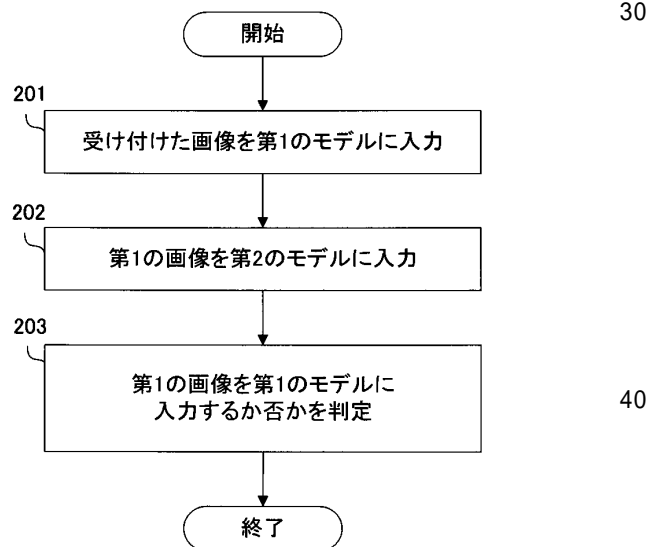 30
開始
201
受け付けた画像を第1のモデルに入力
202
第1の画像を第2のモデルに入力
203
第1の画像を第1のモデルに
入力するか否かを判定
40
終了